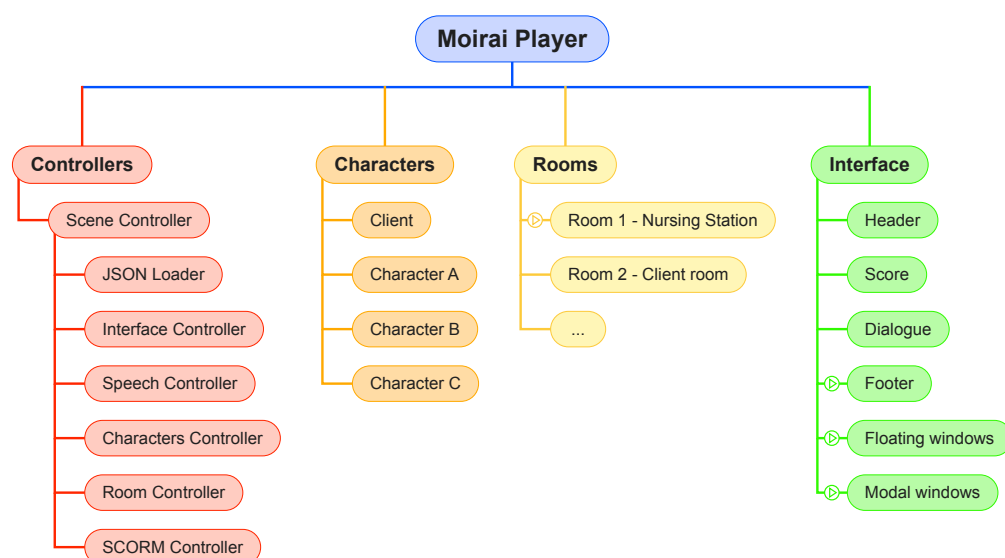 Moirai Player
Controllers
Scene Controller
JSON Loader
Interface Controller
Speech Controller
Characters Controller
Room Controller
SCORM Controller
Characters
Client
Character A
Character B
Character C
Rooms
Room 1 - Nursing Station
Room 2 - Client room
...
Interface
Header
Score
Dialogue
Footer
Floating windows
Modal windows